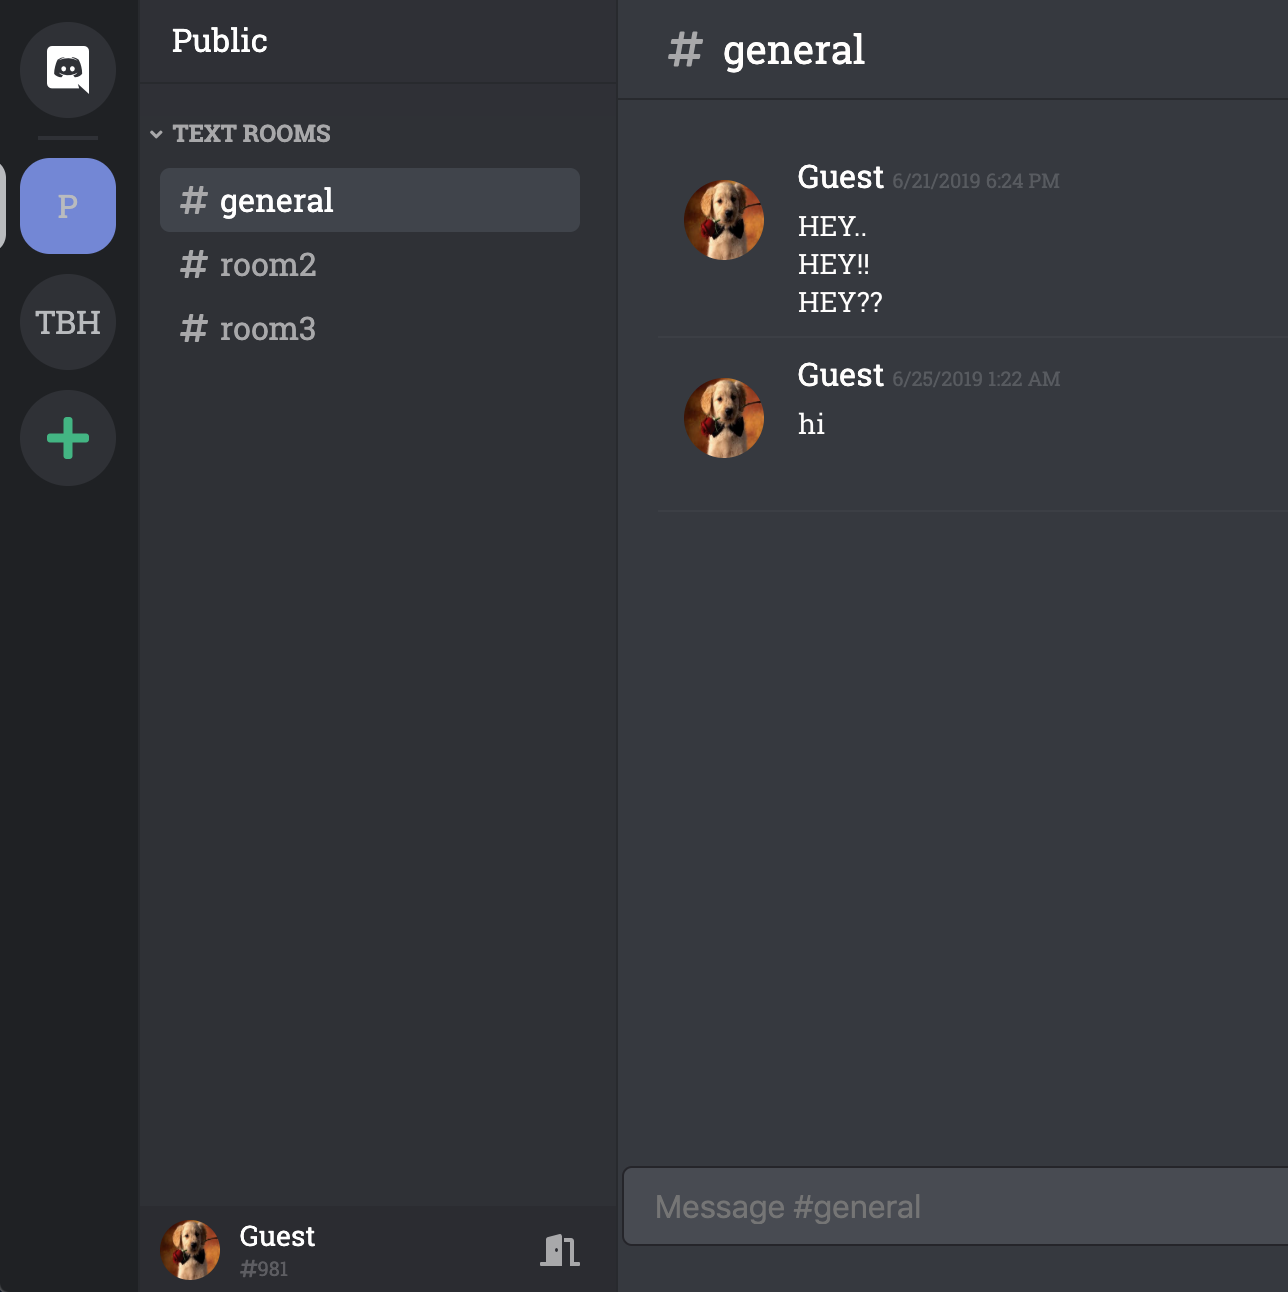 P
TBH
Public
TEXT ROOMS
# general
# room2
# room3
Guest
#981
# general
Guest 6/21/2019 6:24 PM
HEY..
HEY!!
HEY??
Guest 6/25/2019 1:22 AM
hi
Message #general